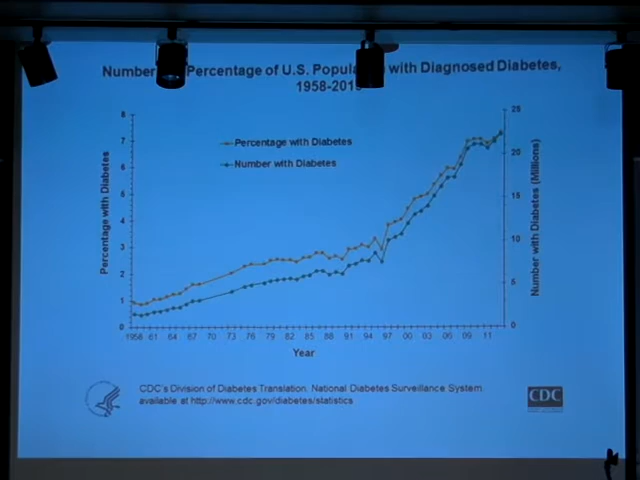 Number Percentage of U.S. with Diagnosed Diabetes,
1958-201
Percentage with Diabetes
Number with Diabetes
Percentage with Diabetes
8
7
6
5
4
3
2
1
0
25
20
15
10
5
0
Number with Diabetes (Millions)
1958 61 64 67 70 73 76 79 82 85 88 91 94 97 00 03 06 09 11
Year
CDC's Division of Diabetes Translation. National Diabetes Surveillance System
available at http://www.cdc.gov/diabetes/statistics
CDC